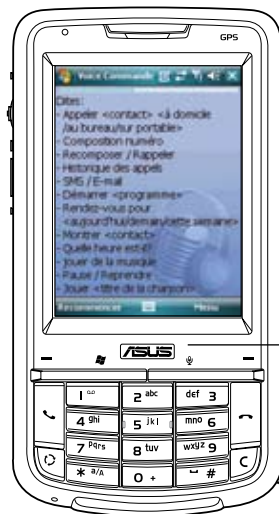 GPS
Voice Commande
Dites:
- Appeler <contact> <à domicile
/au bureau/sur portable>
- Composition numéro
- Recomposer / Rappeler
- Historique des appels
- SMS / E-mail
- Démarrer <programme>
- Rendez-vous pour
<aujourd'hui/demain/cette semaine>
- Montrer <contact>
- Quelle heure est-il?
- Jouer de la musique
- Pause / Reprendre
- Jouer <titre de la chanson>
Recommencer Menu
ASUS
1 2 abc def 3
4 ghi 5 jkl mno 6
7 pqrs 8 tuv wxyz 9
* a/A 0 + #
C